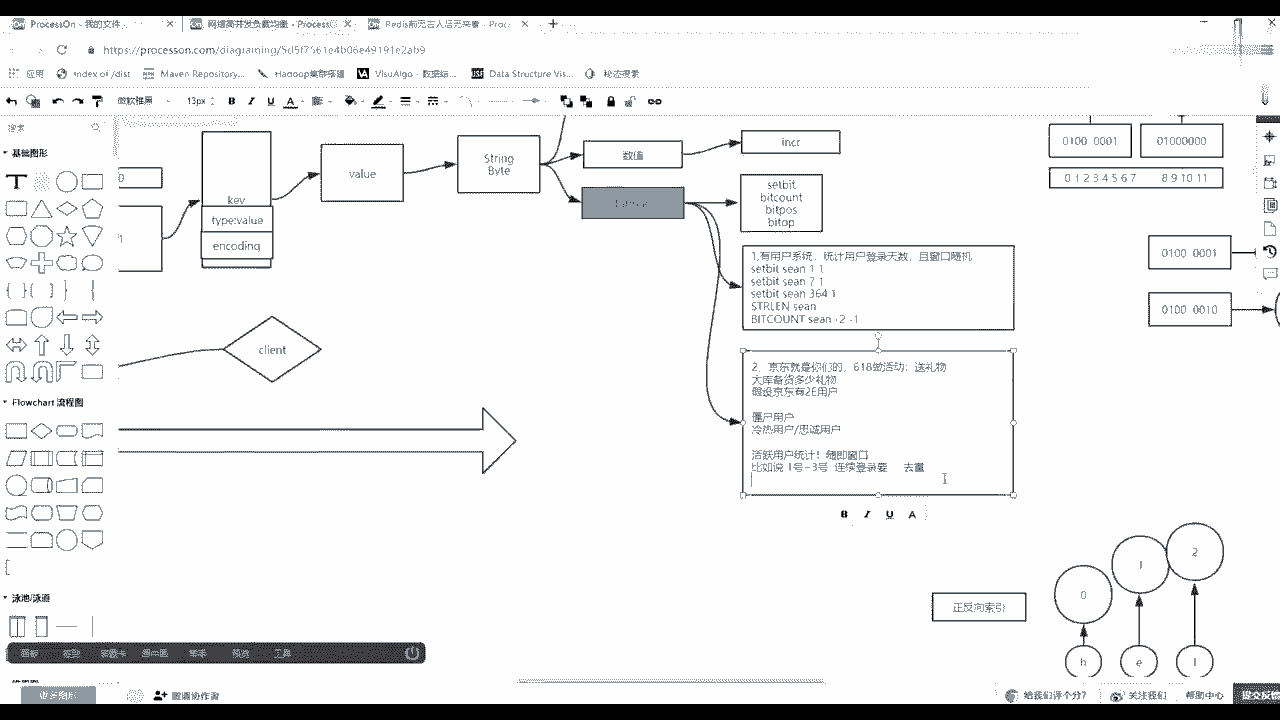 ProcessOn - 我的文件
网络高并发负载均衡 - ProcessO
Redis前无古人后无来者 - Proc
https://processon.com/diagraming/5d5f7561e4b06e49191e2ab9
应用
Index of /dist
Maven Repository:...
Hadoop集群搭建
VisuAlgo - 数据结...
Data Structure Vis...
微软雅黑
13px
B
I
U
A
搜索
基础图形
Flowchart 流程图
泳池/泳道
更多图形
邀请协作者
给我们评个分?
关注我们
帮助中心
提交反馈
0
1
key
type:value
encoding
value
String
Byte
数值
incr
setbit
bitcount
bitpos
bitop
1,有用户系统，统计用户登录天数，且窗口随机
setbit sean 1 1
setbit sean 7 1
setbit sean 364 1
STRLEN sean
BITCOUNT sean -2 -1
2，京东就是你们的，618做活动：送礼物
大库备货多少礼物
假设京东有2E用户
僵尸用户
冷热用户/忠诚用户
活跃用户统计！随即窗口
比如说 1号~3号 连续登录要 去重
B
I
U
A
client
0100 0001
01000000
0 1 2 3 4 5 6 7 8 9 10 11
0100 0001
0100 0010
正反向索引
0
1
2
h
e
l